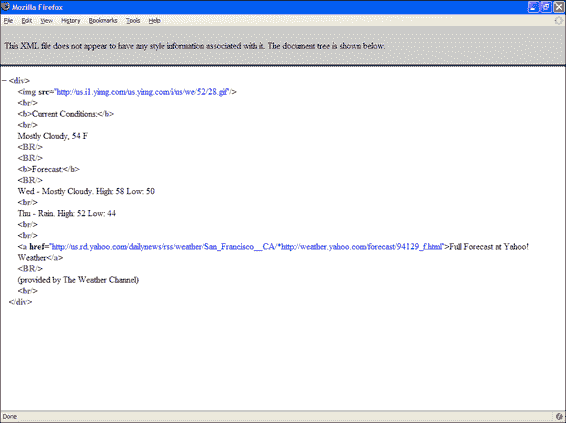 Mozilla Firefox
File Edit View History Bookmarks Tools Help
This XML file does not appear to have any style information associated with it. The document tree is shown below.
− <div>
<img src="http://us.i1.yimg.com/us.yimg.com/i/us/we/52/28.gif"/>
<br/>
<b>Current Conditions:</b>
<br/>
Mostly Cloudy, 54 F
<BR/>
<BR/>
<b>Forecast:</b>
<BR/>
Wed - Mostly Cloudy. High: 58 Low: 50
<br/>
Thu - Rain. High: 52 Low: 44
<br/>
<br/>
<a href="http://us.rd.yahoo.com/dailynews/rss/weather/San_Francisco__CA/*http://weather.yahoo.com/forecast/94129_f.html">Full Forecast at Yahoo!
Weather</a>
<BR/>
(provided by The Weather Channel)
<br/>
</div>
Done